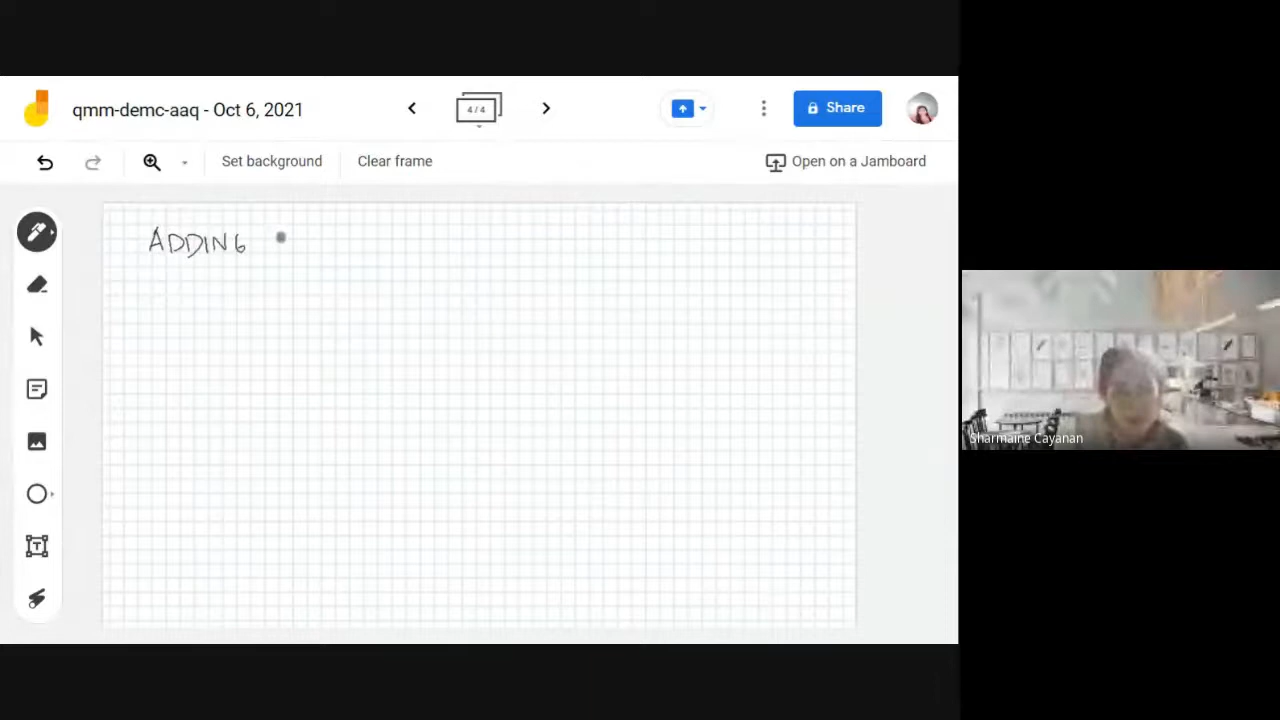 qmm-demc-aaq - Oct 6, 2021
4/4
Share
Set background
Clear frame
Open on a Jamboard
ADDING
T
Sharmaine Cayanan